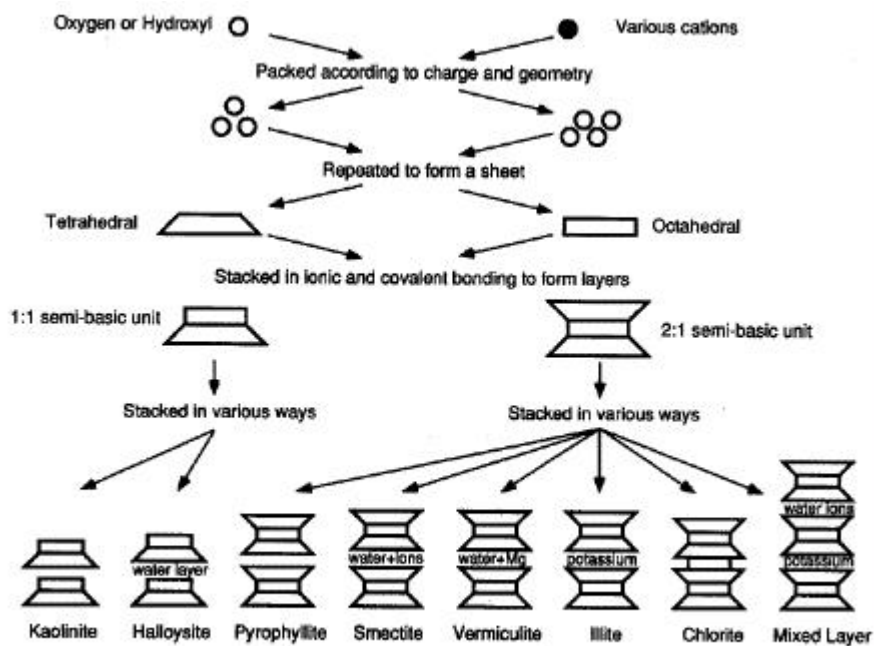 Oxygen or Hydroxyl
Various cations
Packed according to charge and geometry
Repeated to form a sheet
Tetrahedral
Octahedral
Stacked in ionic and covalent bonding to form layers
1:1 semi-basic unit
2:1 semi-basic unit
Stacked in various ways
Stacked in various ways
water ions
water layer
water+ions
water+Mg
potassium
potassium
Kaolinite
Halloysite
Pyrophyllite
Smectite
Vermiculite
Illite
Chlorite
Mixed Layer